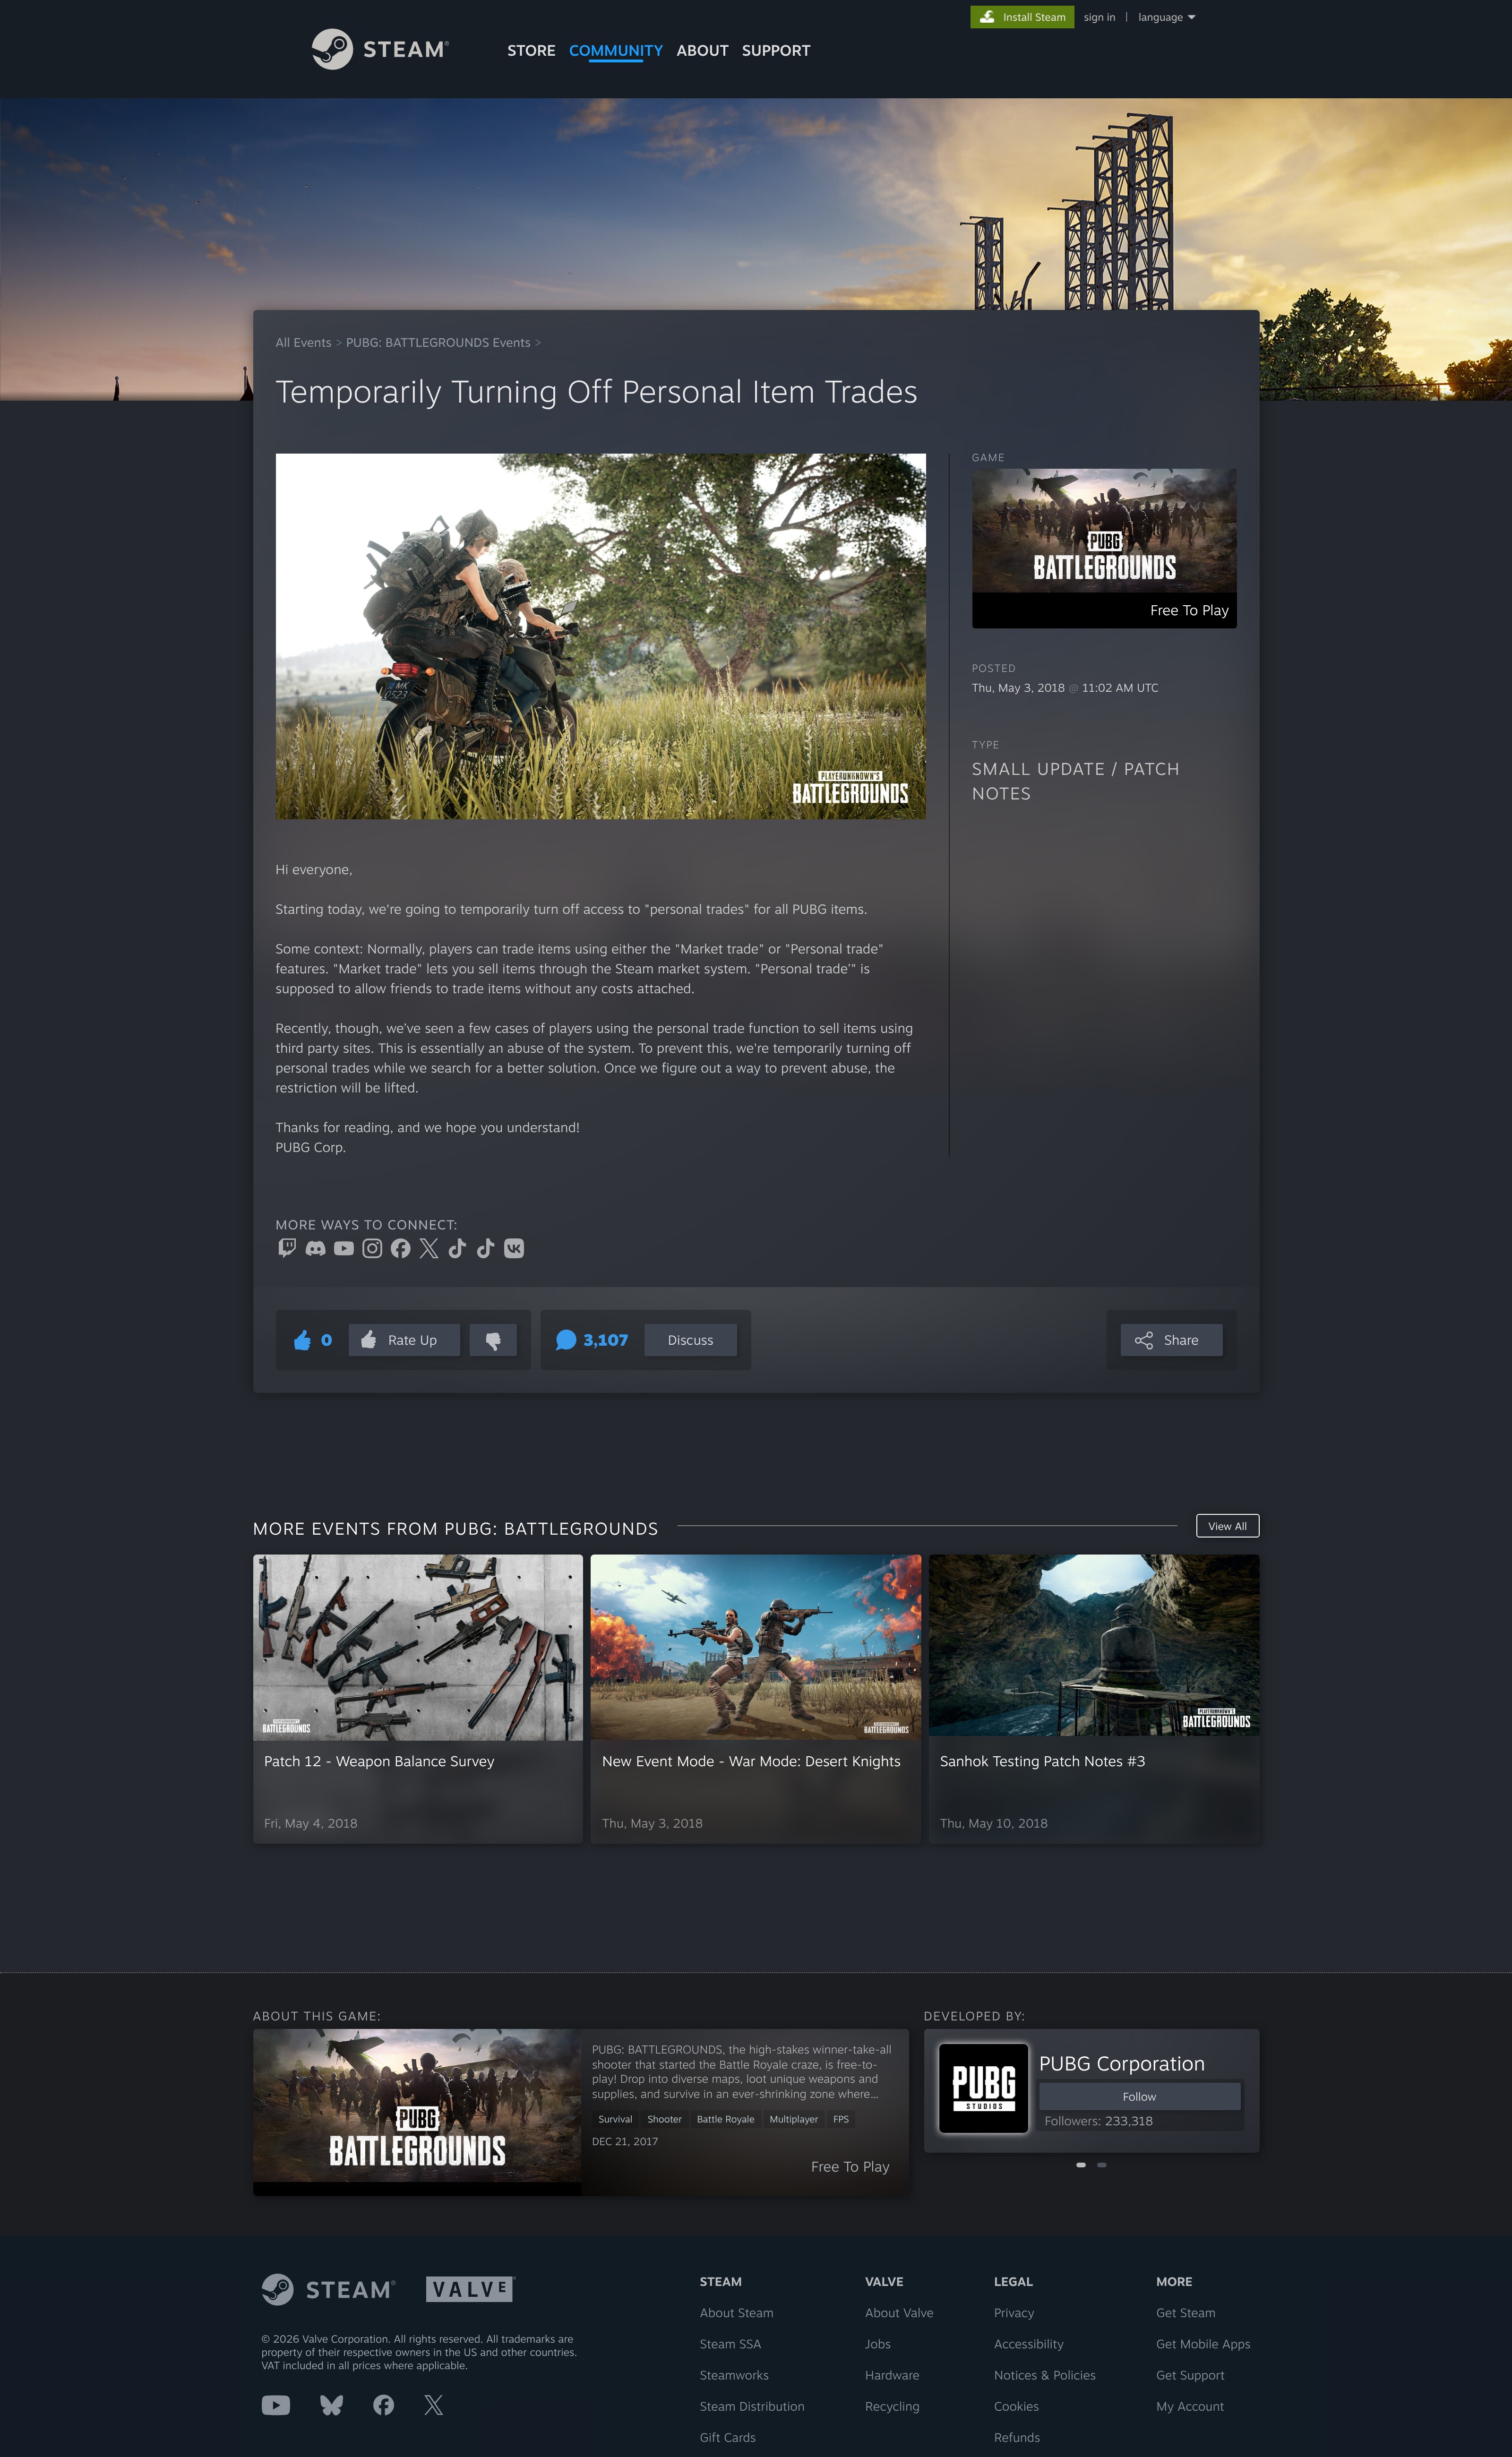 Install Steam
sign in | language
STEAM®
STORE COMMUNITY ABOUT SUPPORT
All Events > PUBG: BATTLEGROUNDS Events >
Temporarily Turning Off Personal Item Trades
MK
0523
PLAYERUNKNOWN'S
BATTLEGROUNDS
GAME
PUBG
BATTLEGROUNDS
Free To Play
POSTED
Thu, May 3, 2018 @ 11:02 AM UTC
TYPE
SMALL UPDATE / PATCH
NOTES
Hi everyone,
Starting today, we're going to temporarily turn off access to "personal trades" for all PUBG items.
Some context: Normally, players can trade items using either the "Market trade" or "Personal trade"
features. "Market trade" lets you sell items through the Steam market system. "Personal trade'" is
supposed to allow friends to trade items without any costs attached.
Recently, though, we've seen a few cases of players using the personal trade function to sell items using
third party sites. This is essentially an abuse of the system. To prevent this, we're temporarily turning off
personal trades while we search for a better solution. Once we figure out a way to prevent abuse, the
restriction will be lifted.
Thanks for reading, and we hope you understand!
PUBG Corp.
MORE WAYS TO CONNECT:
0 Rate Up
3,107 Discuss
Share
MORE EVENTS FROM PUBG: BATTLEGROUNDS
View All
PLAYERUNKNOWN'S
BATTLEGROUNDS
Patch 12 - Weapon Balance Survey
Fri, May 4, 2018
PLAYERUNKNOWN'S
BATTLEGROUNDS
New Event Mode - War Mode: Desert Knights
Thu, May 3, 2018
PLAYERUNKNOWN'S
BATTLEGROUNDS
Sanhok Testing Patch Notes #3
Thu, May 10, 2018
ABOUT THIS GAME:
PUBG
BATTLEGROUNDS
PUBG: BATTLEGROUNDS, the high-stakes winner-take-all
shooter that started the Battle Royale craze, is free-to-
play! Drop into diverse maps, loot unique weapons and
supplies, and survive in an ever-shrinking zone where...
Survival Shooter Battle Royale Multiplayer FPS
DEC 21, 2017
Free To Play
DEVELOPED BY:
PUBG
STUDIOS
PUBG Corporation
Follow
Followers: 233,318
STEAM®
VALVE
© 2026 Valve Corporation. All rights reserved. All trademarks are
property of their respective owners in the US and other countries.
VAT included in all prices where applicable.
STEAM
About Steam
Steam SSA
Steamworks
Steam Distribution
Gift Cards
VALVE
About Valve
Jobs
Hardware
Recycling
LEGAL
Privacy
Accessibility
Notices & Policies
Cookies
Refunds
MORE
Get Steam
Get Mobile Apps
Get Support
My Account